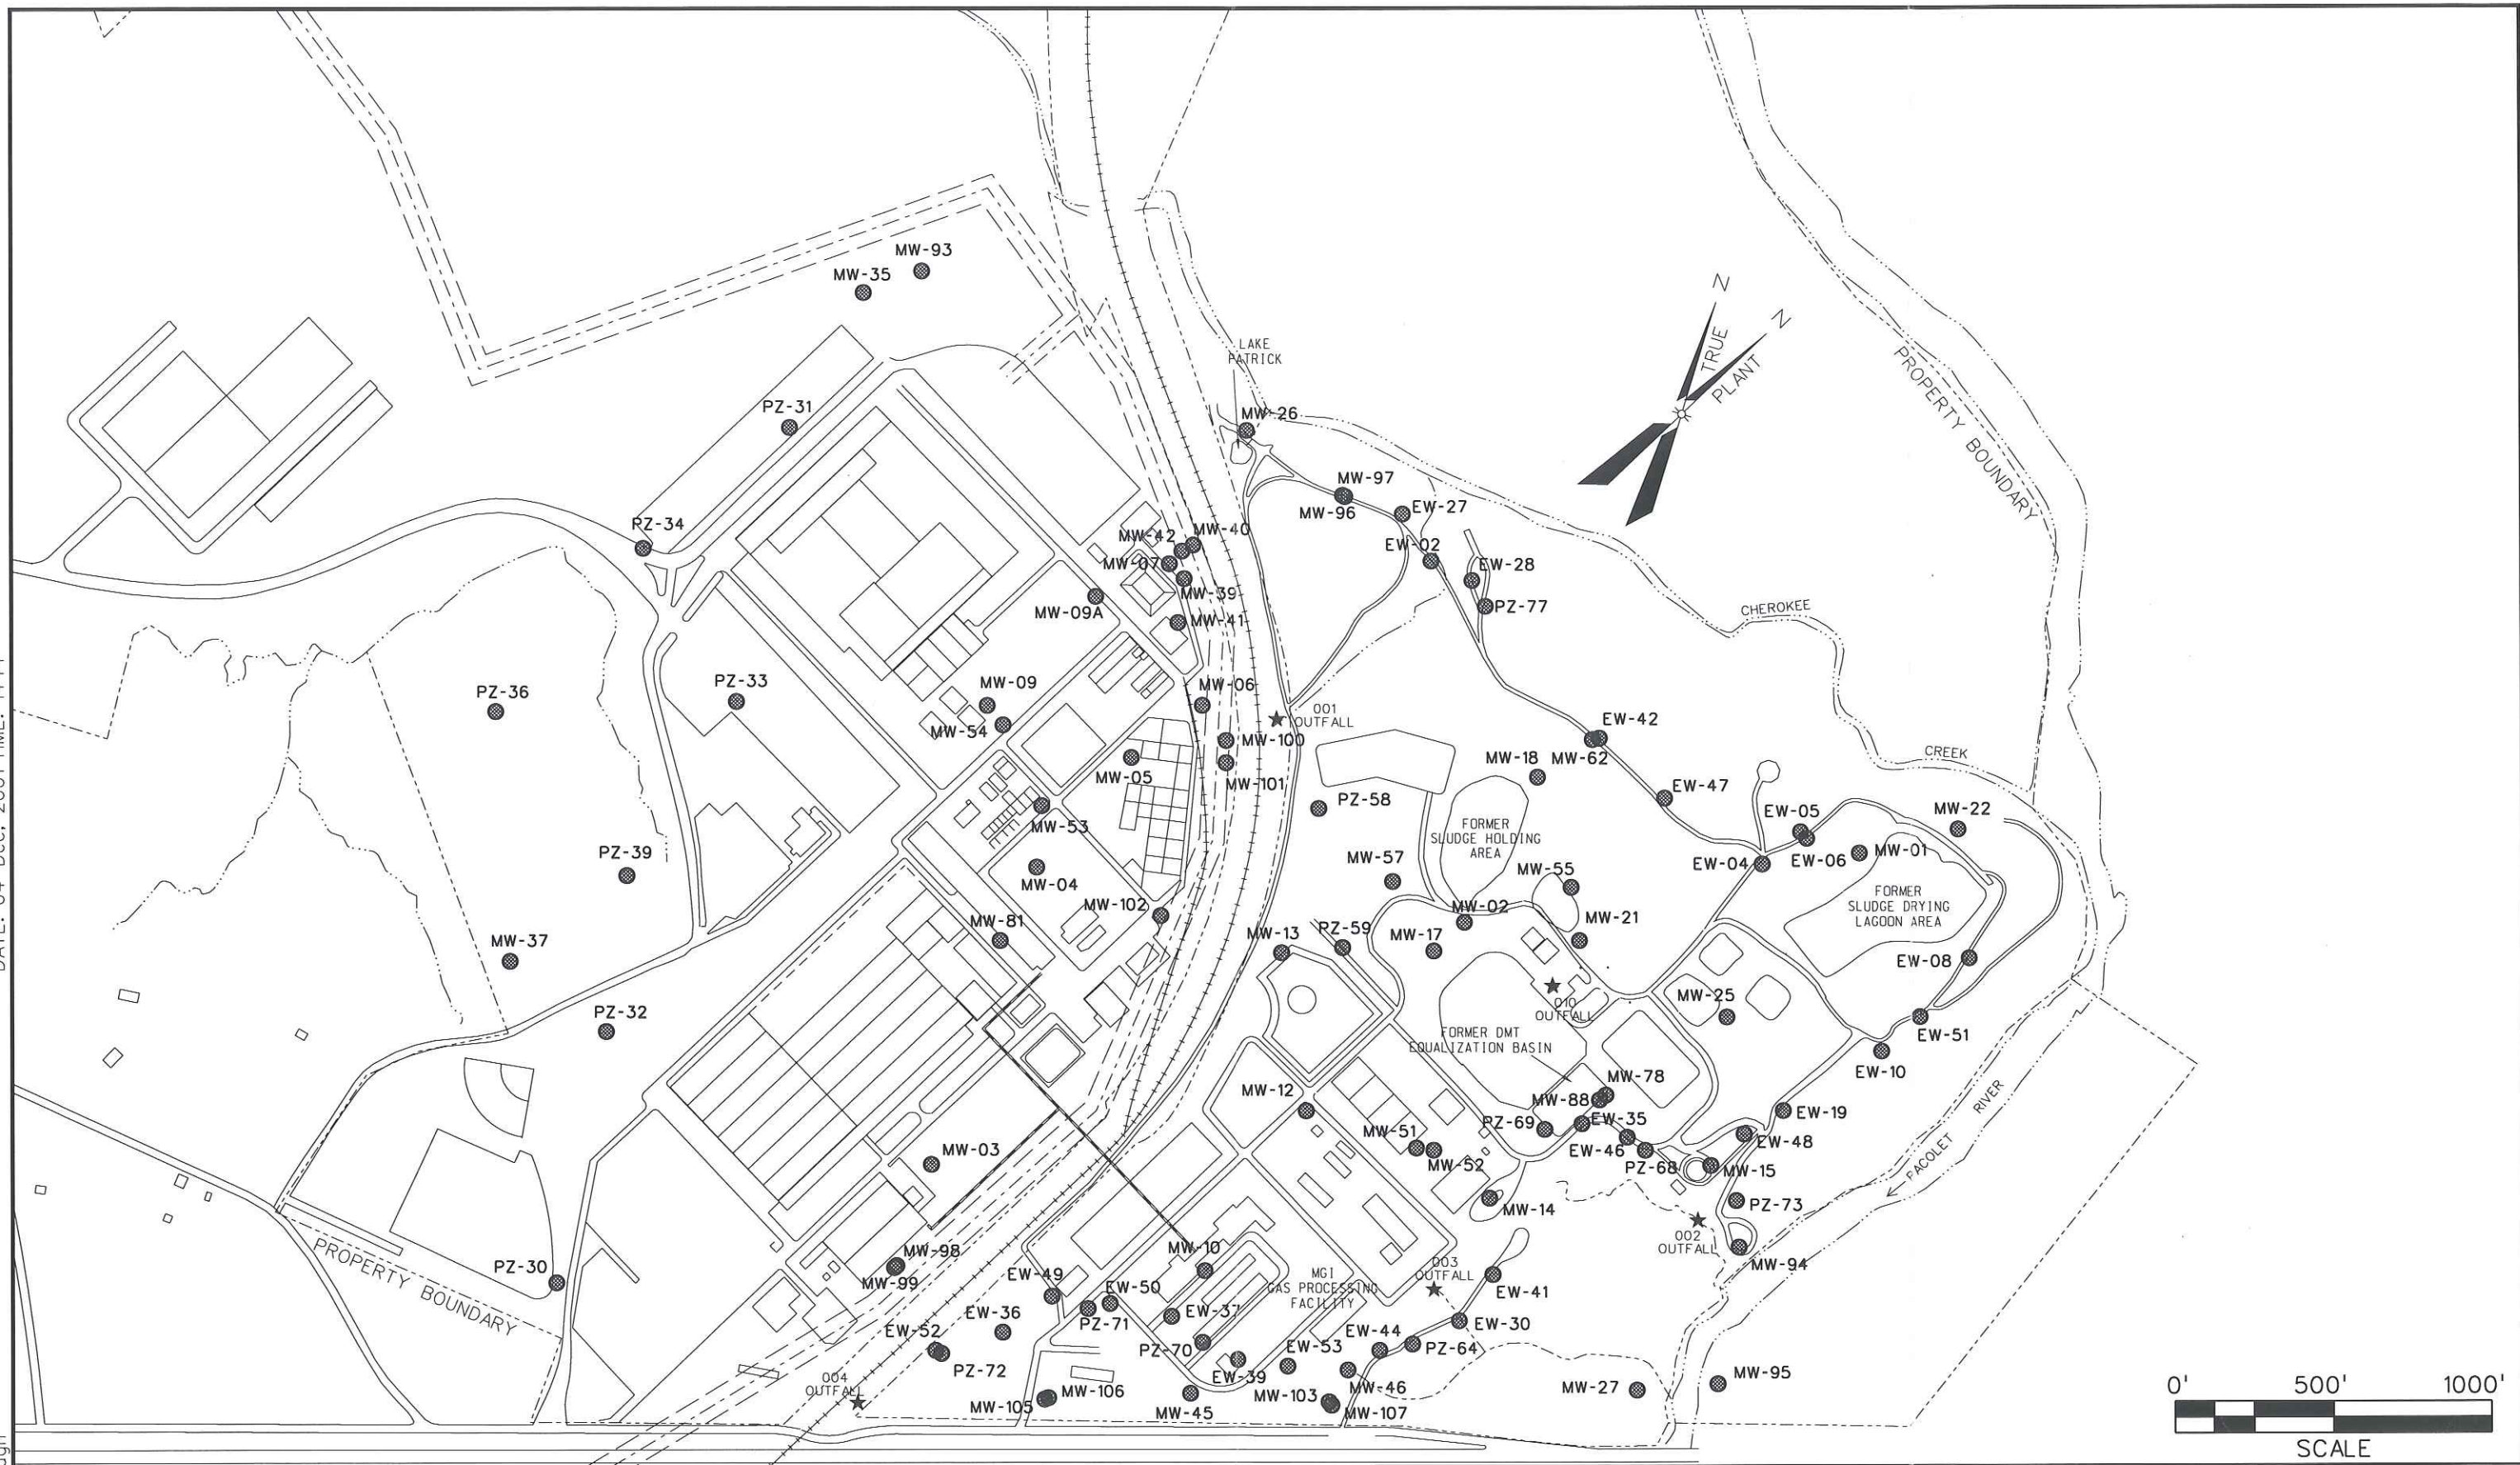 MW-93
MW-35
LAKE
PATRICK
N
N
TRUE
PLANT
PROPERTY BOUNDARY
PZ-31
MW-26
MW-97
MW-96
EW-27
PZ-34
MW-42
MW-40
EW-02
MW-07
EW-28
MW-39
MW-09A
PZ-77
MW-41
CHEROKEE
PZ-36
PZ-33
MW-09
MW-06
001
OUTFALL
MW-54
MW-100
EW-42
MW-05
MW-18
MW-62
CREEK
MW-101
EW-47
PZ-58
EW-05
MW-22
MW-53
FORMER
SLUDGE HOLDING
AREA
PZ-39
MW-57
EW-04
EW-06
MW-01
MW-04
MW-55
FORMER
SLUDGE DRYING
LAGOON AREA
MW-102
MW-02
MW-81
MW-21
MW-37
MW-13
PZ-59
MW-17
EW-08
010
OUTFALL
MW-25
PZ-32
FORMER DMT
EQUALIZATION BASIN
EW-51
EW-10
MW-12
MW-78
MW-88
RIVER
EW-19
PZ-69
EW-35
MW-51
EW-46
EW-48
MW-03
MW-52
PZ-68
MW-15
PACOLET
MW-14
PZ-73
002
OUTFALL
PROPERTY BOUNDARY
PZ-30
MW-98
MW-10
MW-94
MW-99
EW-49
003
OUTFALL
MGI
GAS PROCESSING
FACILITY
EW-50
EW-41
EW-36
PZ-71
EW-37
EW-52
EW-30
PZ-70
EW-53
EW-44
PZ-64
PZ-72
004
OUTFALL
EW-39
MW-46
MW-27
MW-95
MW-106
MW-103
MW-105
MW-45
MW-107
0' 500' 1000'
SCALE